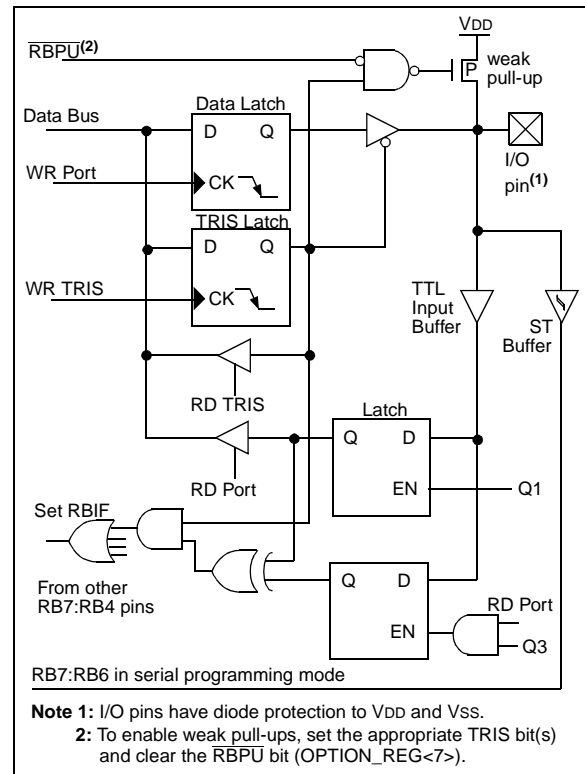 VDD
RBPU(2)
P weak
pull-up
Data Latch
Data Bus
D Q
WR Port
CK
I/O
pin(1)
TRIS Latch
D Q
WR TRIS
CK
TTL
Input
Buffer
ST
Buffer
RD TRIS
Latch
Q D
RD Port
EN
Q1
Set RBIF
From other
RB7:RB4 pins
Q D
RD Port
EN
Q3
RB7:RB6 in serial programming mode
Note 1: I/O pins have diode protection to VDD and VSS.
2: To enable weak pull-ups, set the appropriate TRIS bit(s)
and clear the RBPU bit (OPTION_REG<7>).